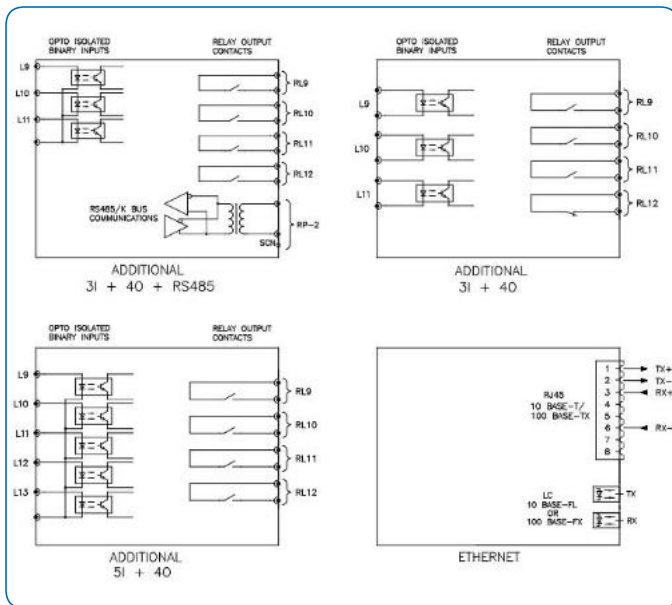 OPTO ISOLATED
BINARY INPUTS
RELAY OUTPUT
CONTACTS
L9
L10
L11
RL9
RL10
RL11
RL12
RS485/K BUS
COMMUNICATIONS
RP-2
SCN
ADDITIONAL
3I + 4O + RS485
OPTO ISOLATED
BINARY INPUTS
RELAY OUTPUT
CONTACTS
L9
L10
L11
RL9
RL10
RL11
RL12
ADDITIONAL
3I + 4O
OPTO ISOLATED
BINARY INPUTS
RELAY OUTPUT
CONTACTS
L9
L10
L11
L12
L13
RL9
RL10
RL11
RL12
ADDITIONAL
5I + 4O
RJ45
10 BASE-T/
100 BASE-TX
1
2
3
4
5
6
7
8
TX+
TX-
RX+
RX-
LC
10 BASE-FL
OR
100 BASE-FX
TX
RX
ETHERNET